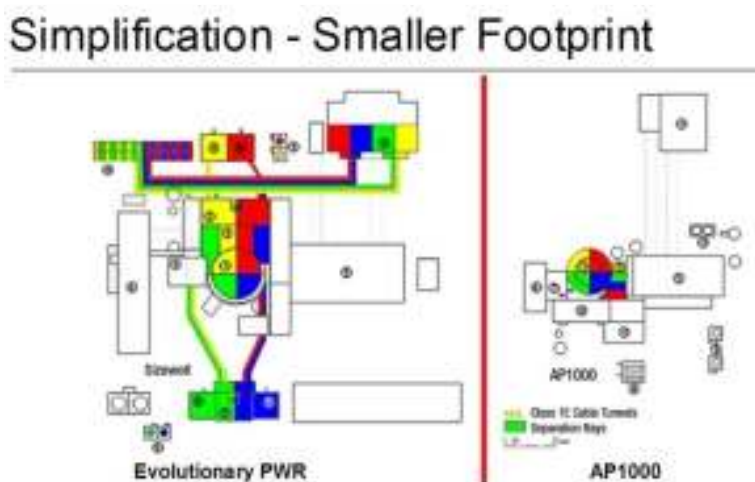 Simplification - Smaller Footprint
Sizewell
AP1000
Class 1E Cable Tunnels
Separation Bays
Evolutionary PWR
AP1000